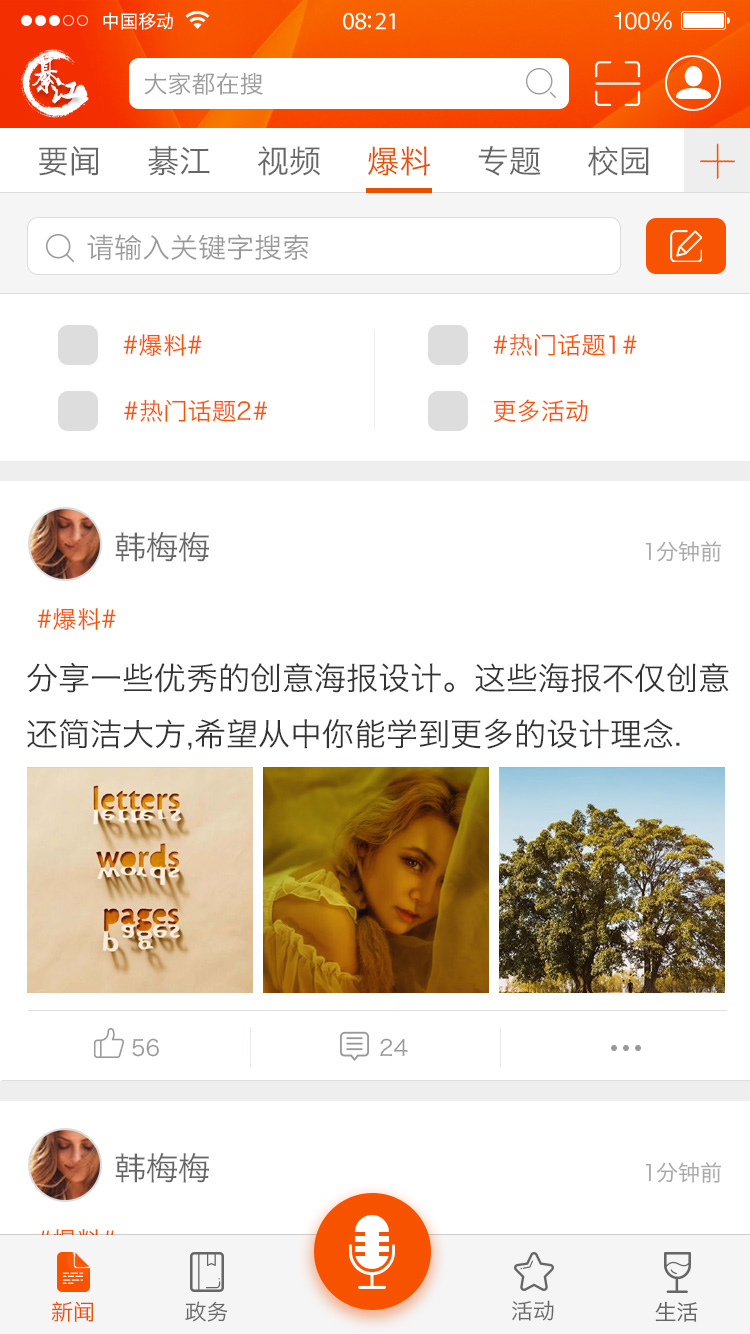 中国移动 08:21 100%
綦江 大家都在搜
要闻 綦江 视频 爆料 专题 校园
请输入关键字搜索
#爆料# #热门话题1#
#热门话题2# 更多活动
韩梅梅 1分钟前
#爆料#
分享一些优秀的创意海报设计。这些海报不仅创意
还简洁大方,希望从中你能学到更多的设计理念.
letters
words
pages
56 24
韩梅梅 1分钟前
#爆料#
新闻 政务 活动 生活